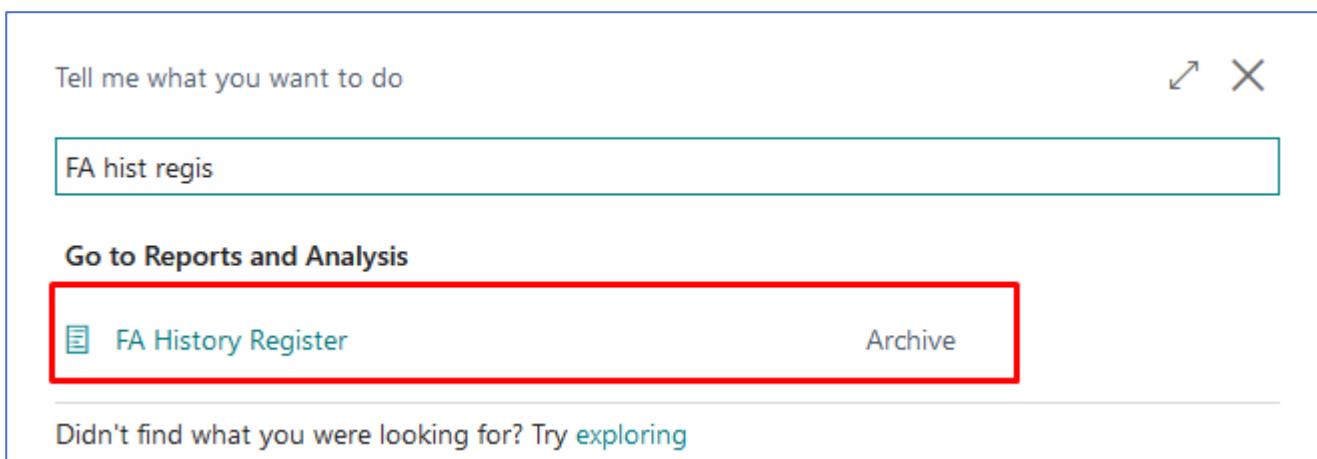 Tell me what you want to do
FA hist regis
Go to Reports and Analysis
FA History Register Archive
Didn't find what you were looking for? Try exploring